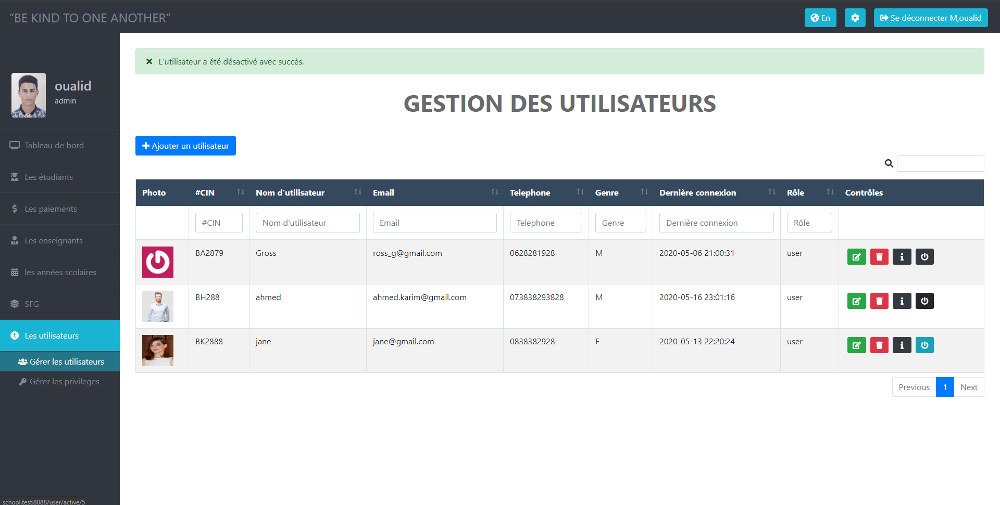 “BE KIND TO ONE ANOTHER”
En
Se déconnecter M,oualid
oualid
admin
Tableau de bord
Les étudiants
Les paiements
Les enseignants
les années scolaires
SFG
Les utilisateurs
Gérer les utilisateurs
Gérer les privileges
L'utilisateur a été désactivé avec succès.
GESTION DES UTILISATEURS
Ajouter un utilisateur
Photo #CIN Nom d'utilisateur Email Telephone Genre Dernière connexion Rôle Contrôles
#CIN Nom d'utilisateur Email Telephone Genre Dernière connexion Rôle
BA2879 Gross ross_g@gmail.com 0628281928 M 2020-05-06 21:00:31 user
BH288 ahmed ahmed.karim@gmail.com 073838293828 M 2020-05-16 23:01:16 user
BK2888 jane jane@gmail.com 0838382928 F 2020-05-13 22:20:24 user
Previous 1 Next
school.test:8088/user/active/5